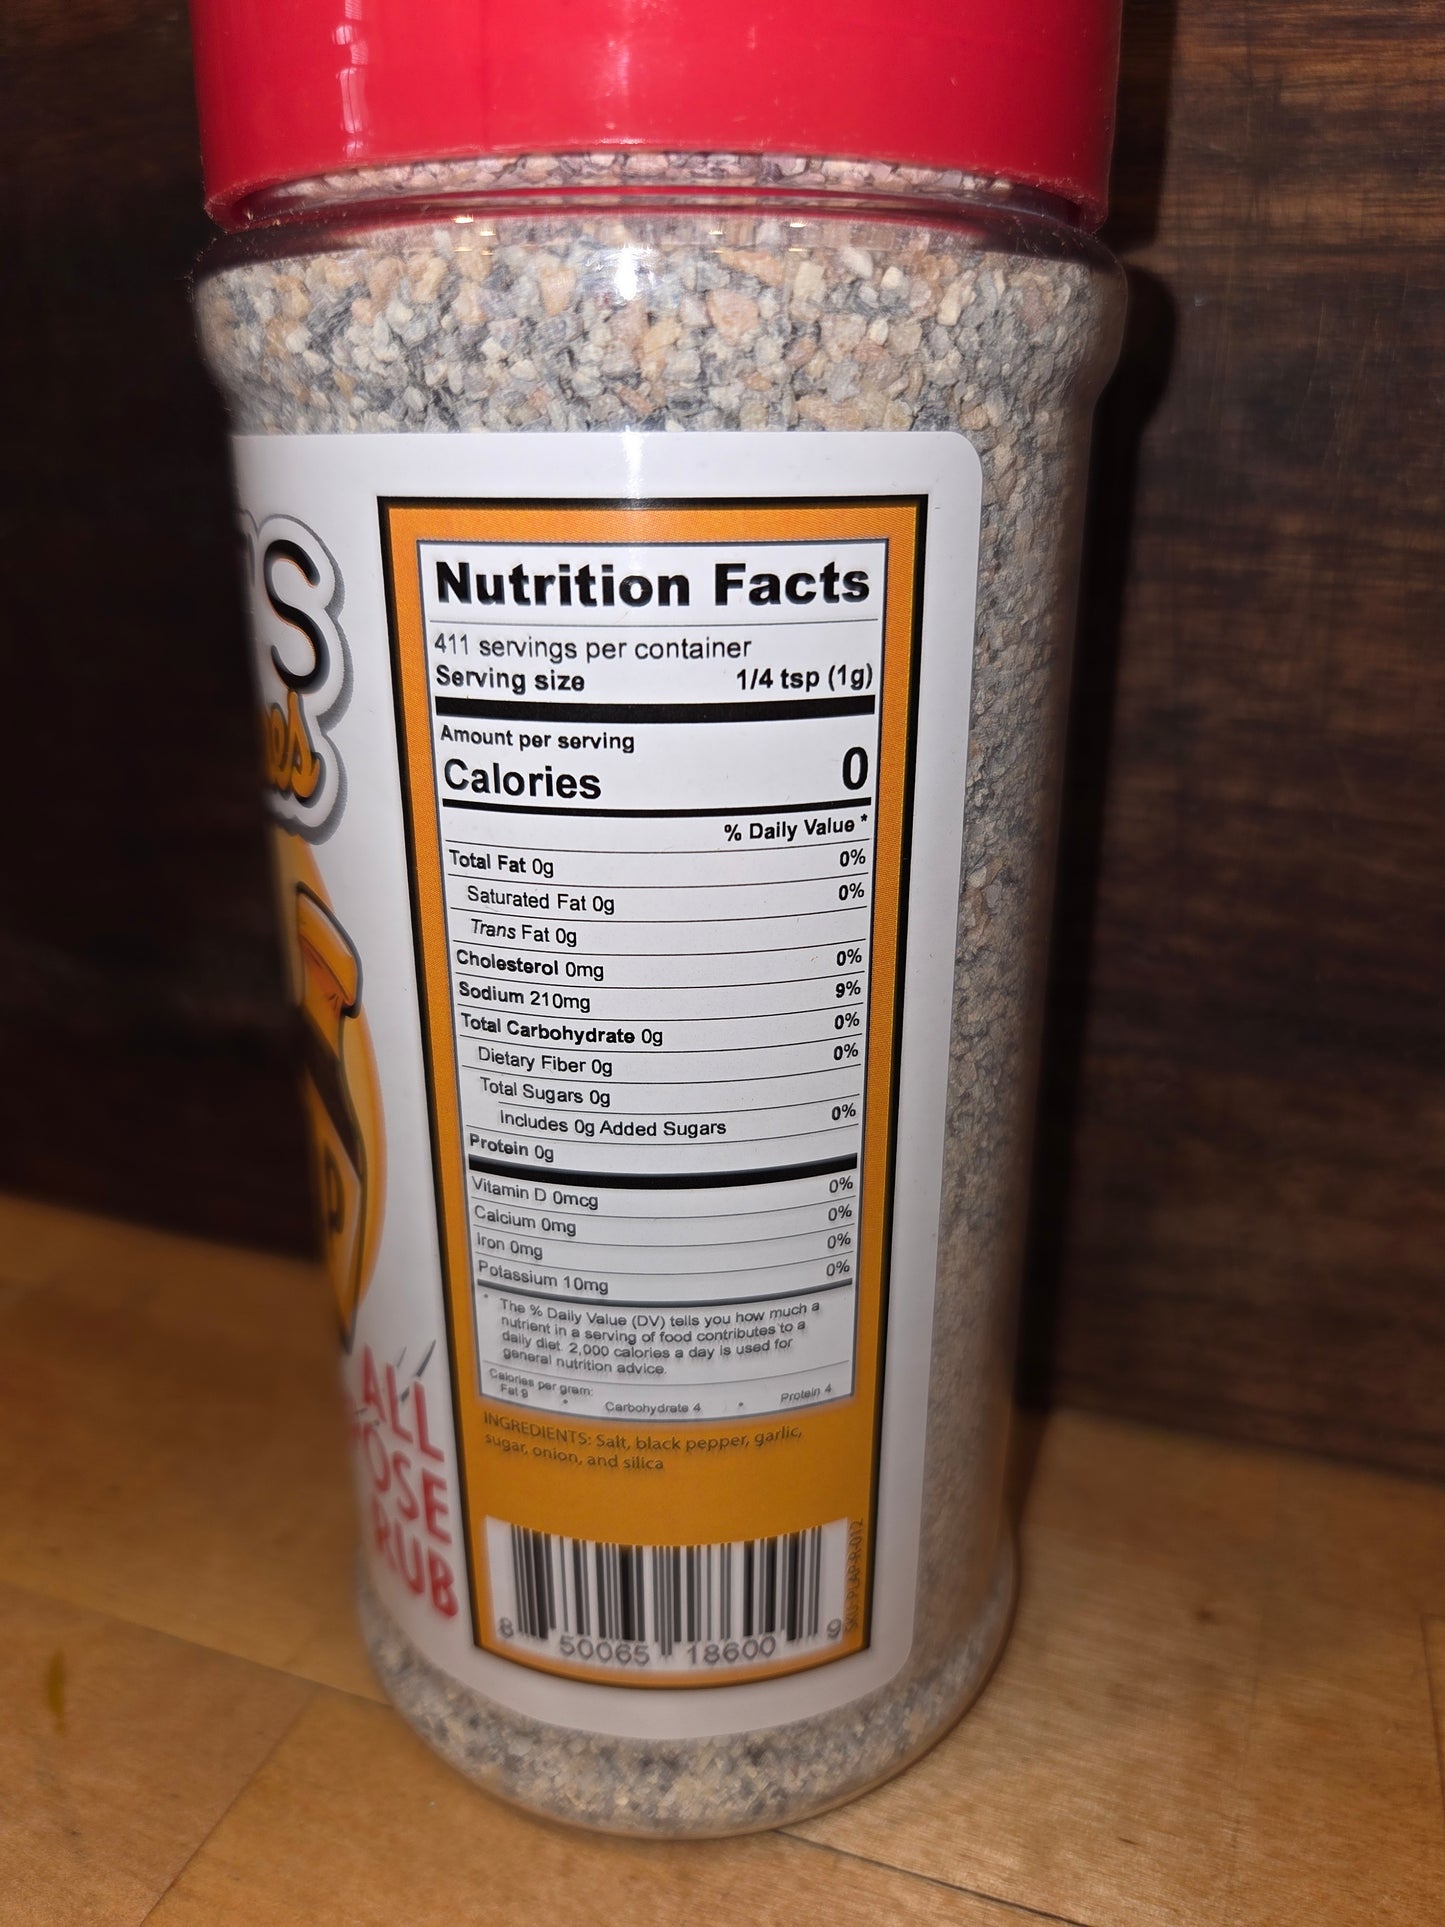 S
es
P
ALL
OSE
RUB
Nutrition Facts
411 servings per container
Serving size 1/4 tsp (1g)
Amount per serving
Calories 0
% Daily Value *
Total Fat 0g 0%
Saturated Fat 0g 0%
Trans Fat 0g
Cholesterol 0mg 0%
Sodium 210mg 9%
Total Carbohydrate 0g 0%
Dietary Fiber 0g 0%
Total Sugars 0g
Includes 0g Added Sugars 0%
Protein 0g
Vitamin D 0mcg 0%
Calcium 0mg 0%
Iron 0mg 0%
Potassium 10mg 0%
* The % Daily Value (DV) tells you how much a
nutrient in a serving of food contributes to a
daily diet. 2,000 calories a day is used for
general nutrition advice.
Calories per gram:
Fat 9 • Carbohydrate 4 • Protein 4
INGREDIENTS: Salt, black pepper, garlic,
sugar, onion, and silica
8 50065 18600 9
SKU-PLAP-R-012